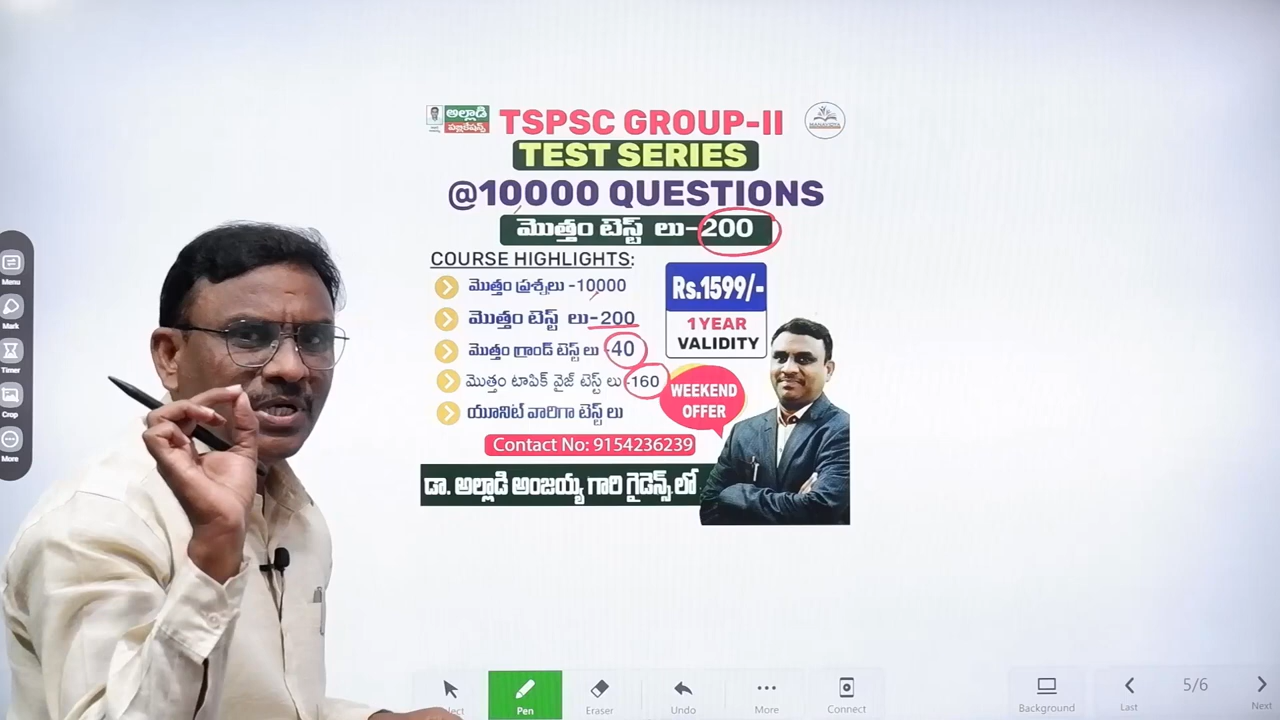 అల్లాడి
పబ్లికేషన్స్
TSPSC GROUP-II
TEST SERIES
@10000 QUESTIONS
మొత్తం టెస్ట్ లు-200
COURSE HIGHLIGHTS:
మొత్తం ప్రశ్నలు -10000
మొత్తం టెస్ట్ లు-200
మొత్తం గ్రాండ్ టెస్ట్ లు -40
మొత్తం టాపిక్ వైజ్ టెస్ట్ లు -160
యూనిట్ వారిగా టెస్ట్ లు
Rs.1599/-
1 YEAR
VALIDITY
WEEKEND
OFFER
Contact No: 9154236239
డా. అల్లాడి అంజయ్య గారి గైడెన్స్ లో
Menu
Mark
Timer
Crop
More
Pen
Eraser
Undo
More
Connect
Background
Last
5/6
Next